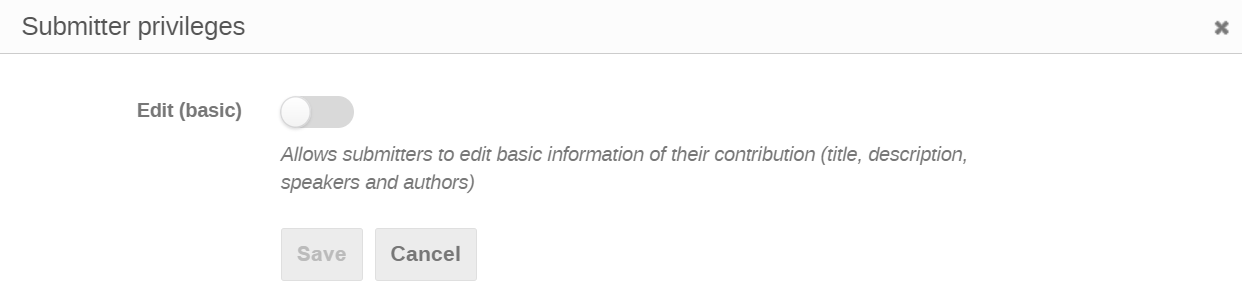 Submitter privileges
Edit (basic)
Allows submitters to edit basic information of their contribution (title, description,
speakers and authors)
Save
Cancel